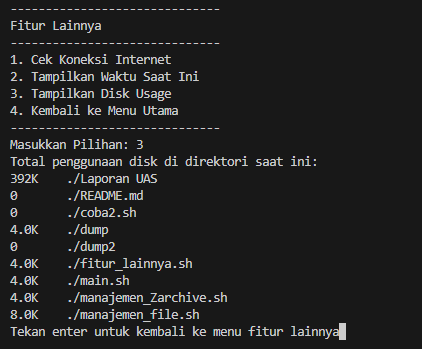 ------------------------------
Fitur Lainnya
------------------------------
1. Cek Koneksi Internet
2. Tampilkan Waktu Saat Ini
3. Tampilkan Disk Usage
4. Kembali ke Menu Utama
------------------------------
Masukkan Pilihan: 3
Total penggunaan disk di direktori saat ini:
392K    ./Laporan UAS
0       ./README.md
0       ./coba2.sh
4.0K    ./dump
0       ./dump2
4.0K    ./fitur_lainnya.sh
4.0K    ./main.sh
4.0K    ./manajemen_Zarchive.sh
8.0K    ./manajemen_file.sh
Tekan enter untuk kembali ke menu fitur lainnya